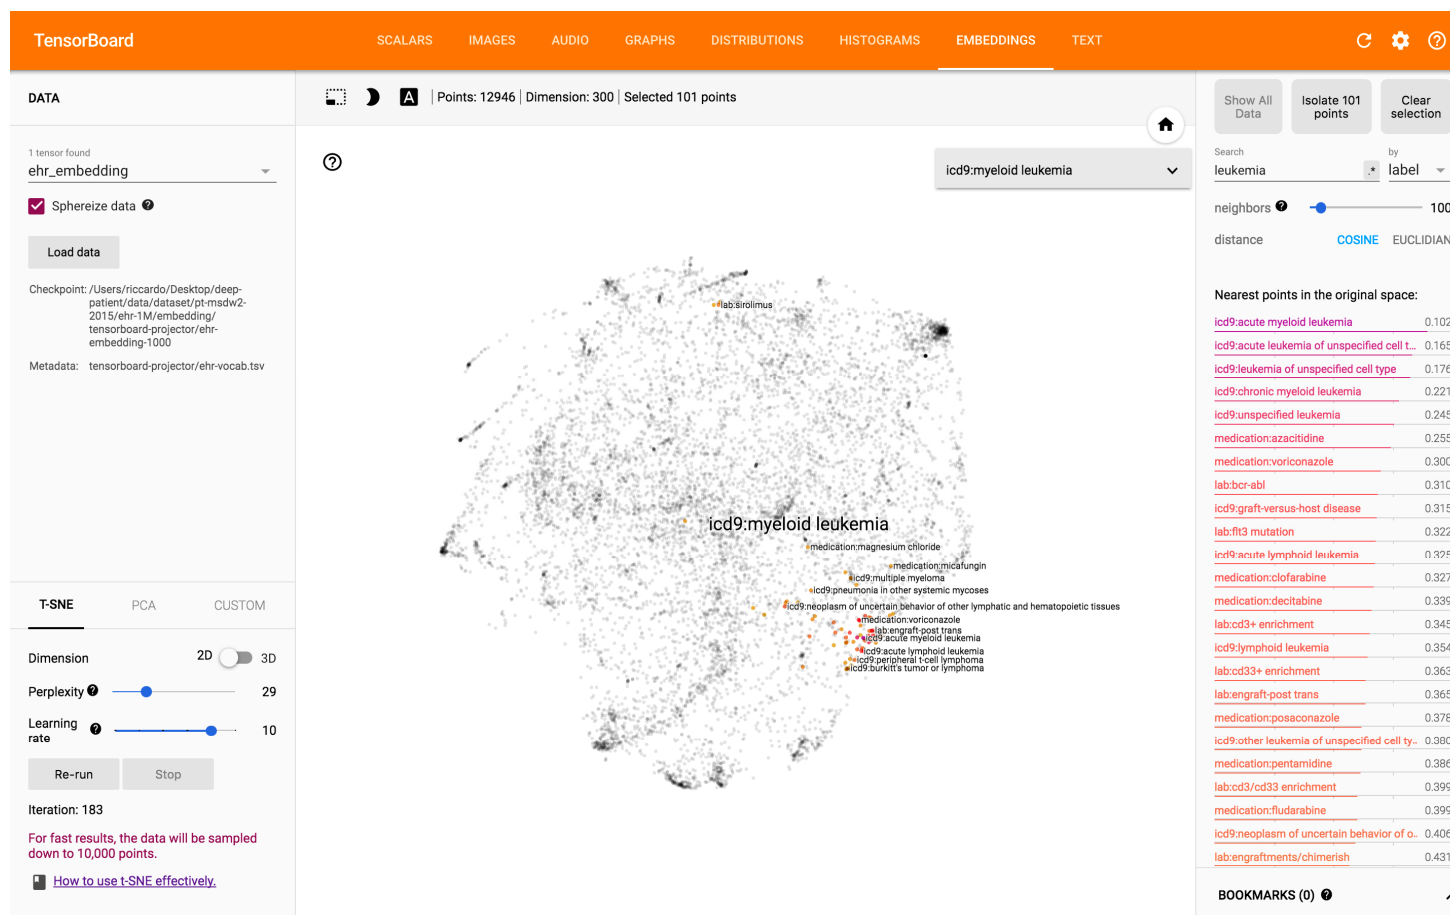 TensorBoard
SCALARS
IMAGES
AUDIO
GRAPHS
DISTRIBUTIONS
HISTOGRAMS
EMBEDDINGS
TEXT
DATA
1 tensor found
ehr_embedding
Sphereize data
Load data
Checkpoint: /Users/riccardo/Desktop/deep-
patient/data/dataset/pt-msdw2-
2015/ehr-1M/embedding/
tensorboard-projector/ehr-
embedding-1000
Metadata: tensorboard-projector/ehr-vocab.tsv
T-SNE
PCA
CUSTOM
Dimension 2D 3D
Perplexity 29
Learning
rate 10
Re-run
Stop
Iteration: 183
For fast results, the data will be sampled
down to 10,000 points.
How to use t-SNE effectively.
A
Points: 12946 | Dimension: 300 | Selected 101 points
icd9:myeloid leukemia
lab:sirolimus
icd9:myeloid leukemia
medication:magnesium chloride
medication:micafungin
icd9:multiple myeloma
icd9:pneumonia in other systemic mycoses
icd9:neoplasm of uncertain behavior of other lymphatic and hematopoietic tissues
medication:voriconazole
lab:engraft-post trans
icd9:acute myeloid leukemia
icd9:acute lymphoid leukemia
icd9:peripheral t-cell lymphoma
icd9:burkitt's tumor or lymphoma
Show All
Data
Isolate 101
points
Clear
selection
Search
leukemia
.*
by
label
neighbors 100
distance COSINE EUCLIDIAN
Nearest points in the original space:
icd9:acute myeloid leukemia 0.102
icd9:acute leukemia of unspecified cell t... 0.165
icd9:leukemia of unspecified cell type 0.176
icd9:chronic myeloid leukemia 0.221
icd9:unspecified leukemia 0.245
medication:azacitidine 0.255
medication:voriconazole 0.300
lab:bcr-abl 0.310
icd9:graft-versus-host disease 0.315
lab:flt3 mutation 0.322
icd9:acute lymphoid leukemia 0.325
medication:clofarabine 0.327
medication:decitabine 0.339
lab:cd3+ enrichment 0.345
icd9:lymphoid leukemia 0.354
lab:cd33+ enrichment 0.363
lab:engraft-post trans 0.365
medication:posaconazole 0.378
icd9:other leukemia of unspecified cell ty.. 0.380
medication:pentamidine 0.386
lab:cd3/cd33 enrichment 0.399
medication:fludarabine 0.399
icd9:neoplasm of uncertain behavior of o.. 0.406
lab:engraftments/chimerish 0.431
BOOKMARKS (0)